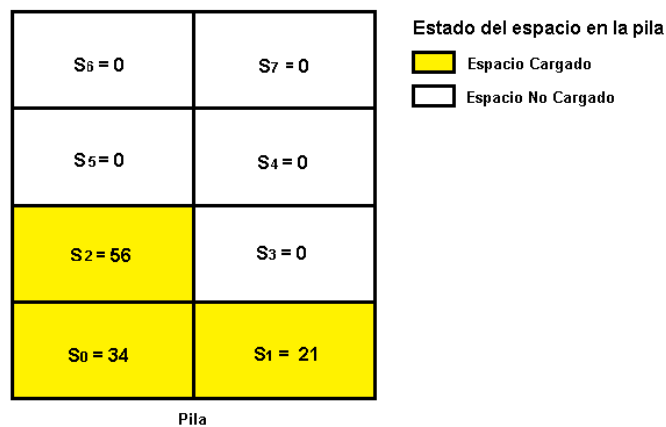 Estado del espacio en la pila
Espacio Cargado
Espacio No Cargado
S6 = 0
S7 = 0
S5 = 0
S4 = 0
S2 = 56
S3 = 0
S0 = 34
S1 = 21
Pila